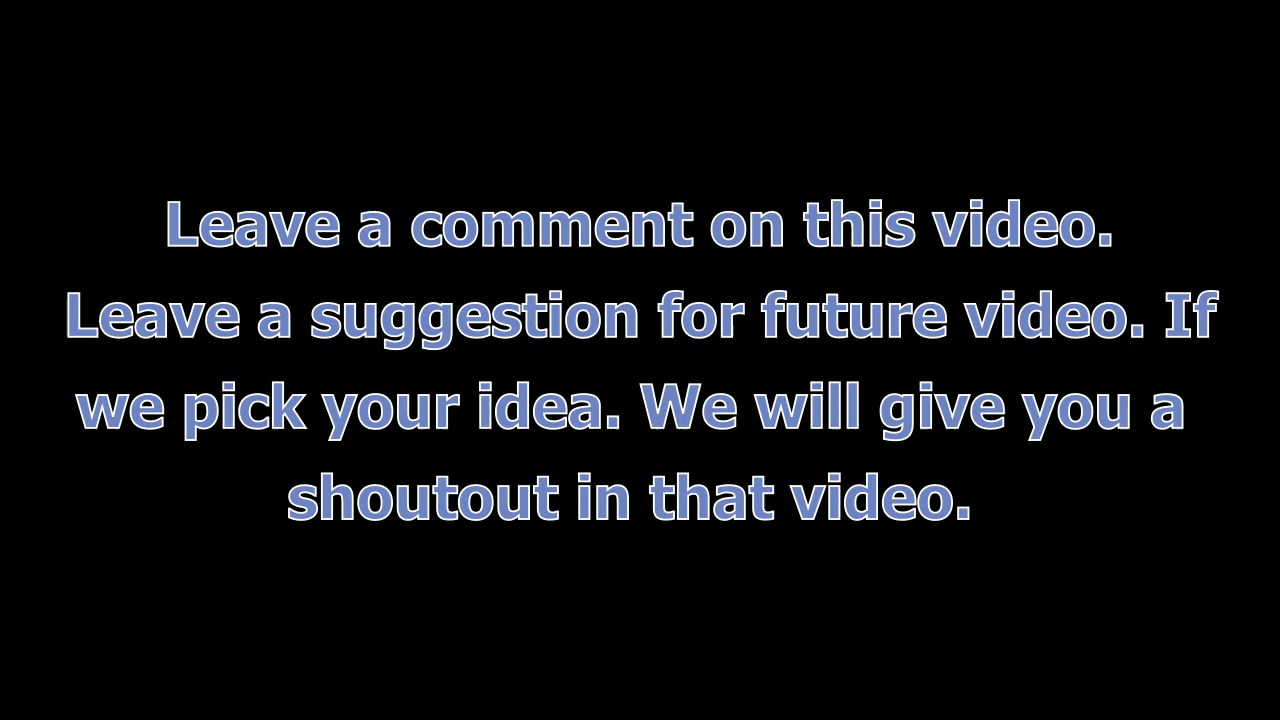 Leave a comment on this video.
Leave a suggestion for future video. If
we pick your idea. We will give you a
shoutout in that video.